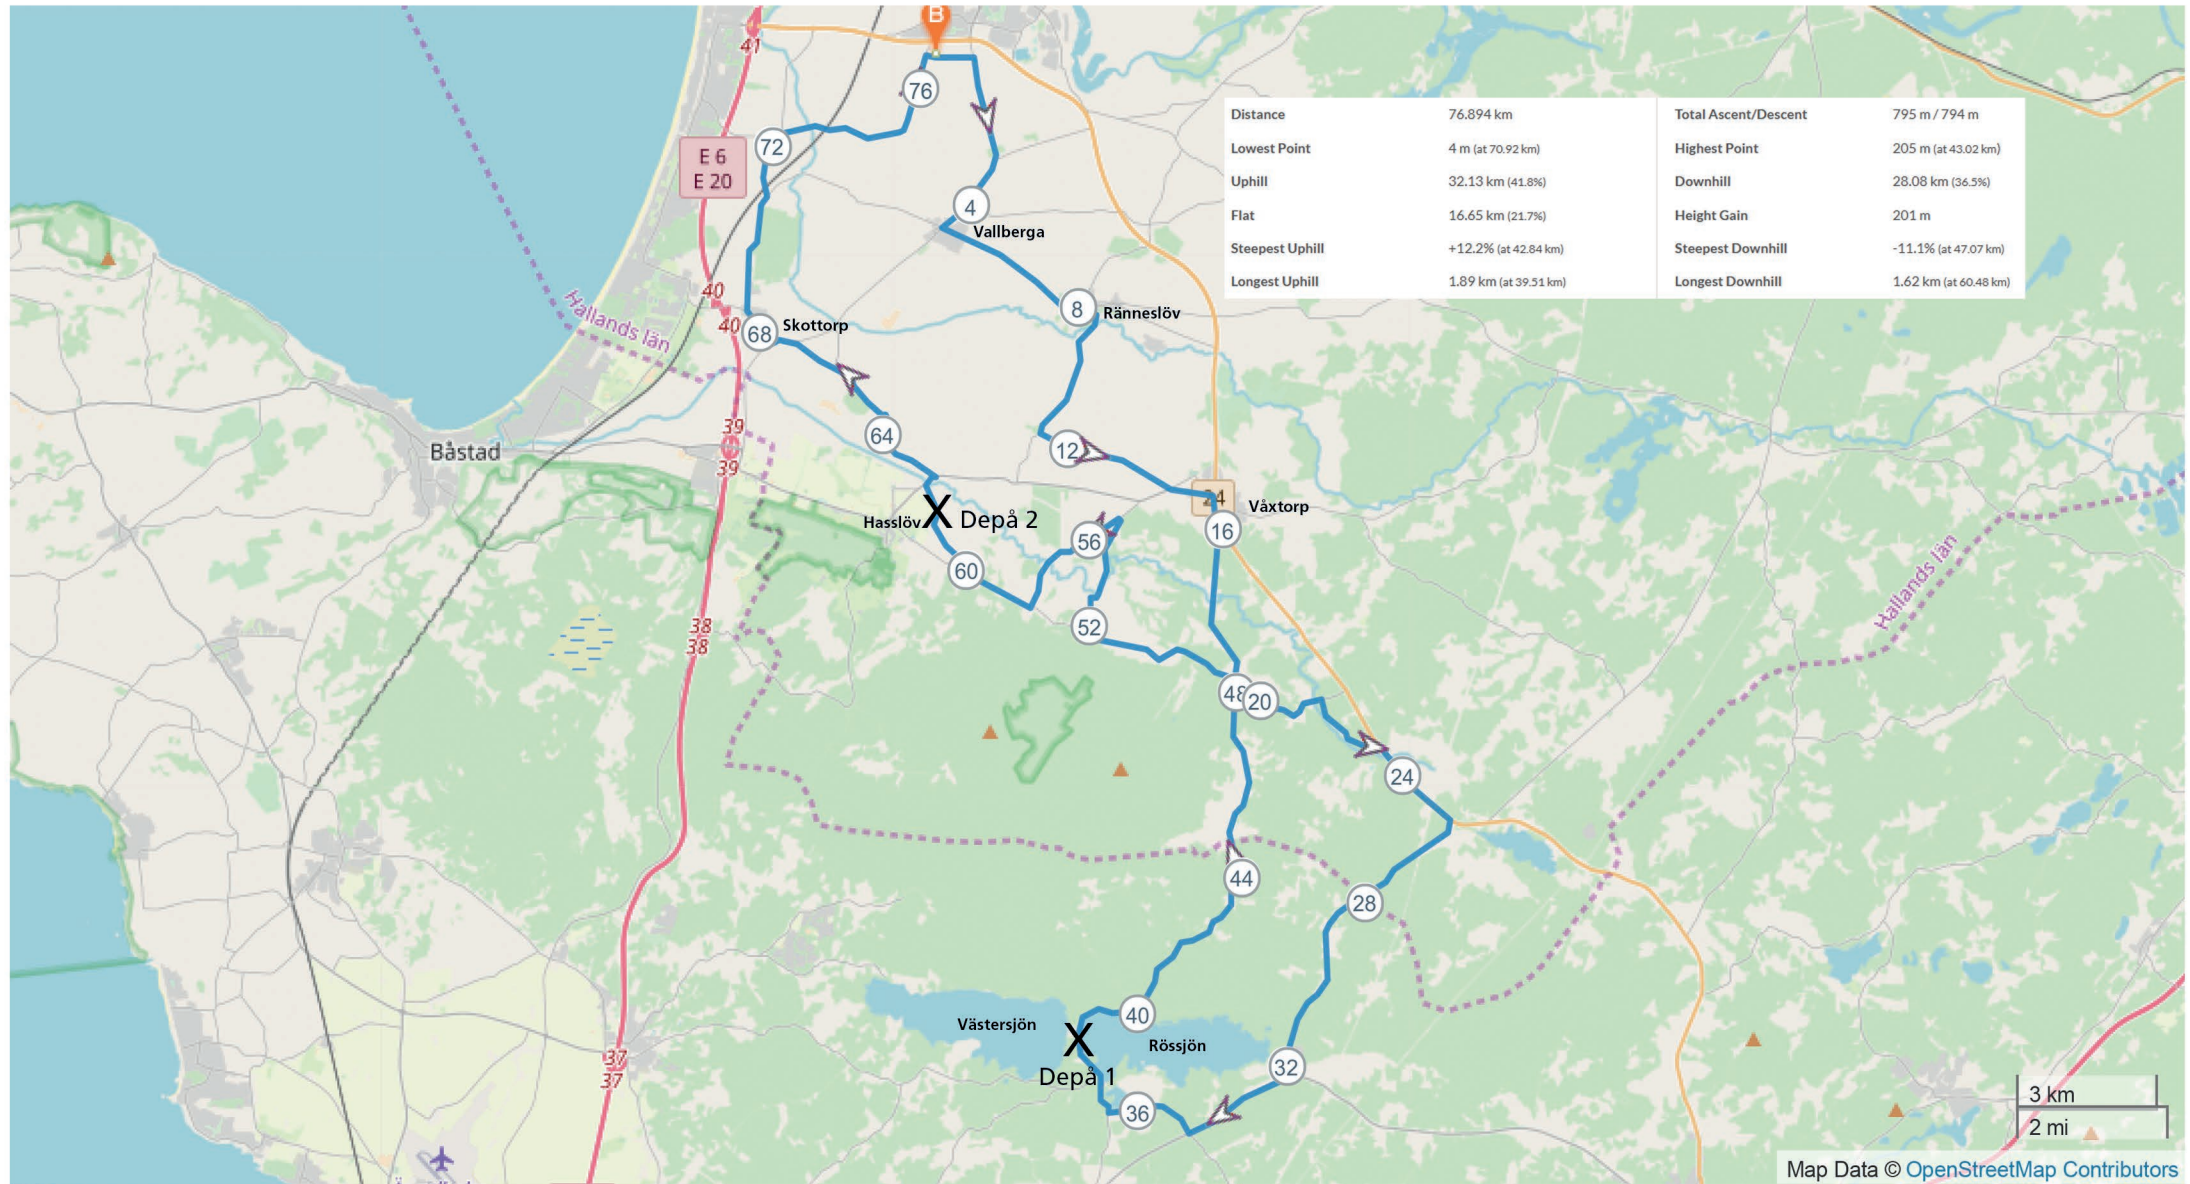 B
41
76
72
E 6
E 20
4
Vallberga
Distance 76.894 km Total Ascent/Descent 795 m / 794 m
Lowest Point 4 m (at 70.92 km) Highest Point 205 m (at 43.02 km)
Uphill 32.13 km (41.8%) Downhill 28.08 km (36.5%)
Flat 16.65 km (21.7%) Height Gain 201 m
Steepest Uphill +12.2% (at 42.84 km) Steepest Downhill -11.1% (at 47.07 km)
Longest Uphill 1.89 km (at 39.51 km) Longest Downhill 1.62 km (at 60.48 km)
40
40
Hallands län
68
Skottorp
8
Ränneslöv
39
39
Båstad
64
12
24
Våxtorp
16
Hasslöv
Depå 2
56
60
52
38
38
Hallands län
48
20
24
44
28
40
Västersjön
Rössjön
Depå 1
32
36
37
37
3 km
2 mi
Map Data © OpenStreetMap Contributors